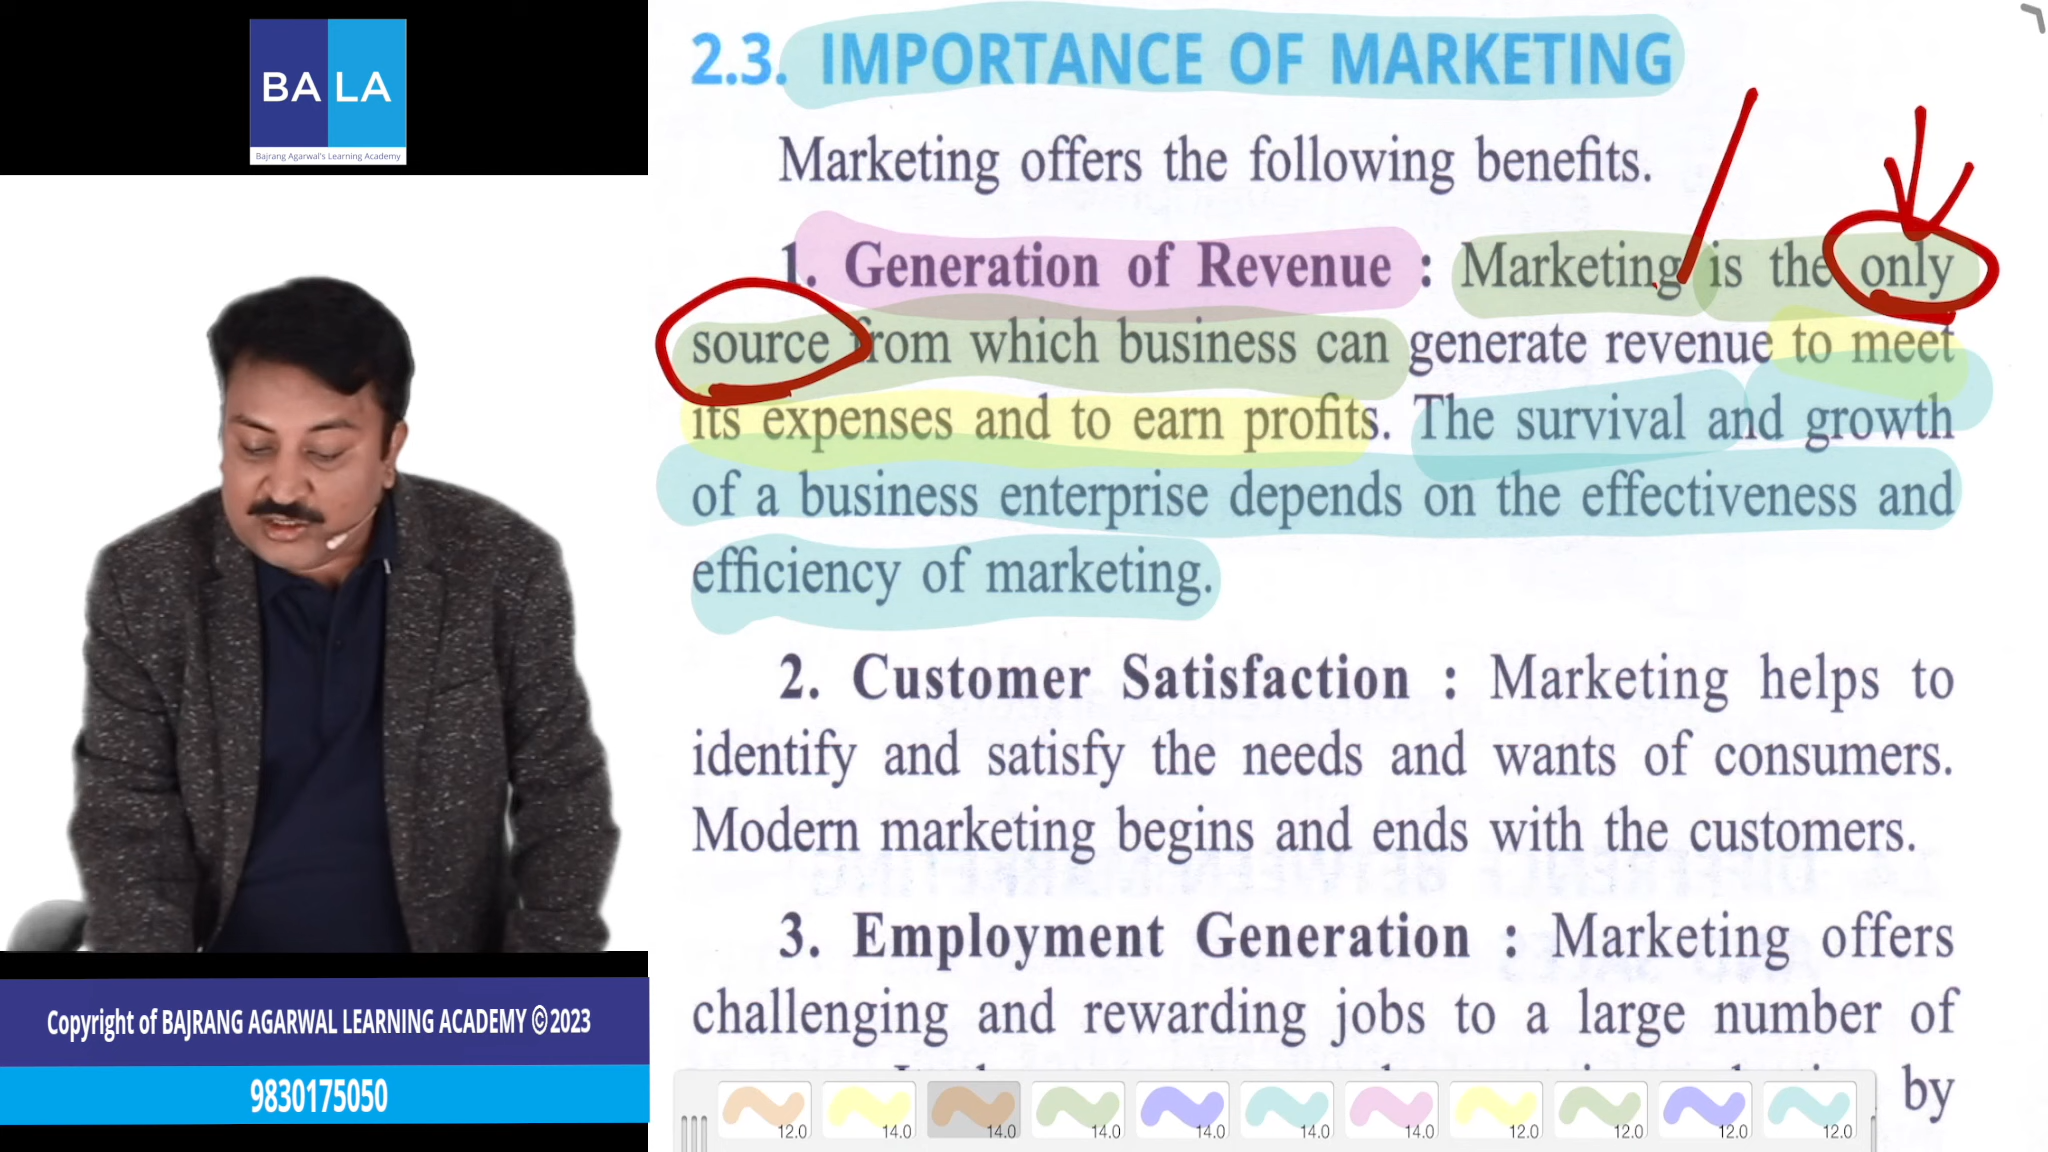 BALA
Bajrang Agarwal's Learning Academy
2.3. IMPORTANCE OF MARKETING
Marketing offers the following benefits.
1. Generation of Revenue : Marketing is the only
source from which business can generate revenue to meet
its expenses and to earn profits. The survival and growth
of a business enterprise depends on the effectiveness and
efficiency of marketing.
2. Customer Satisfaction : Marketing helps to
identify and satisfy the needs and wants of consumers.
Modern marketing begins and ends with the customers.
3. Employment Generation : Marketing offers
challenging and rewarding jobs to a large number of
by
12.0 14.0 14.0 14.0 14.0 14.0 14.0 12.0 12.0 12.0 12.0
Copyright of BAJRANG AGARWAL LEARNING ACADEMY ©2023
9830175050